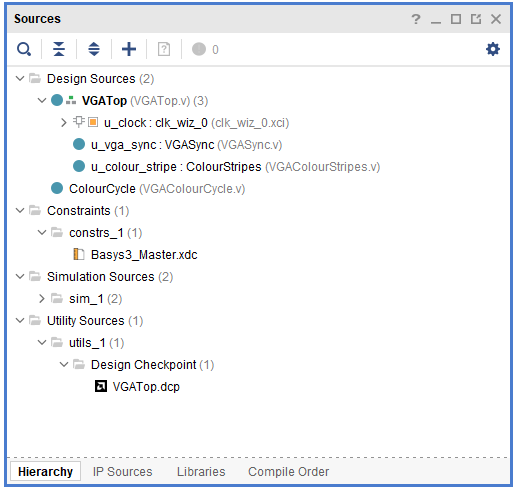 Sources
0
Design Sources (2)
VGATop (VGATop.v) (3)
u_clock : clk_wiz_0 (clk_wiz_0.xci)
u_vga_sync : VGASync (VGASync.v)
u_colour_stripe : ColourStripes (VGAColourStripes.v)
ColorCycle (VGAColorCycle.v)
Constraints (1)
constrs_1 (1)
Basys3_Master.xdc
Simulation Sources (2)
sim_1 (2)
Utility Sources (1)
utils_1 (1)
Design Checkpoint (1)
VGATop.dcp
Hierarchy IP Sources Libraries Compile Order